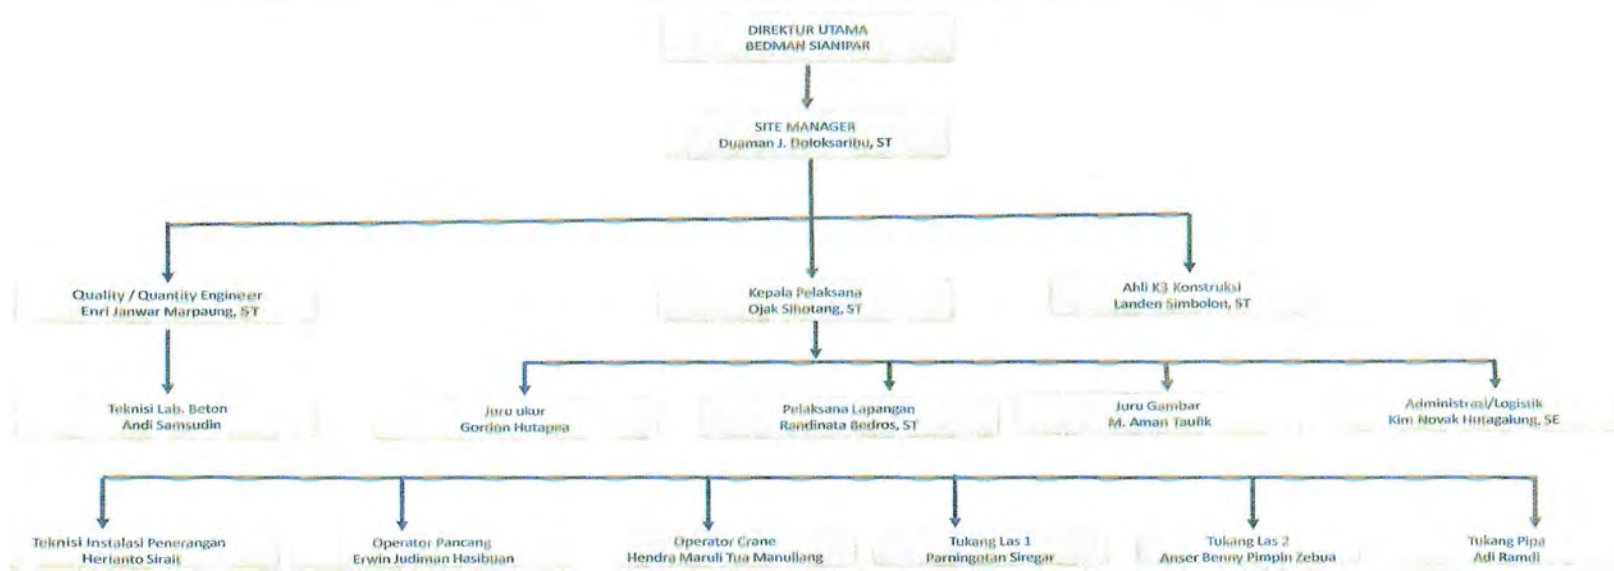 DIREKTUR UTAMA
BEDMAN SIANIPAR
SITE MANAGER
Duaman J. Doloksaribu, ST
Quality / Quantity Engineer
Enri Janwar Marpaung, ST
Kepala Pelaksana
Ojak Sihotang, ST
Ahli K3 Konstruksi
Landen Simbolon, ST
Teknisi Lab. Beton
Andi Samsudin
Juru ukur
Gordon Hutapea
Pelaksana Lapangan
Randinata Bedros, ST
Juru Gambar
M. Aman Taufik
Administrasi/Logistik
Kim Novak Hutagalung, SE
Teknisi Instalasi Penerangan
Herianto Sirait
Operator Pancang
Erwin Judiman Hasibuan
Operator Crane
Hendra Maruli Tua Manullang
Tukang Las 1
Parningotan Siregar
Tukang Las 2
Anser Benny Pimpin Zebua
Tukang Pipa
Adi Ramdi